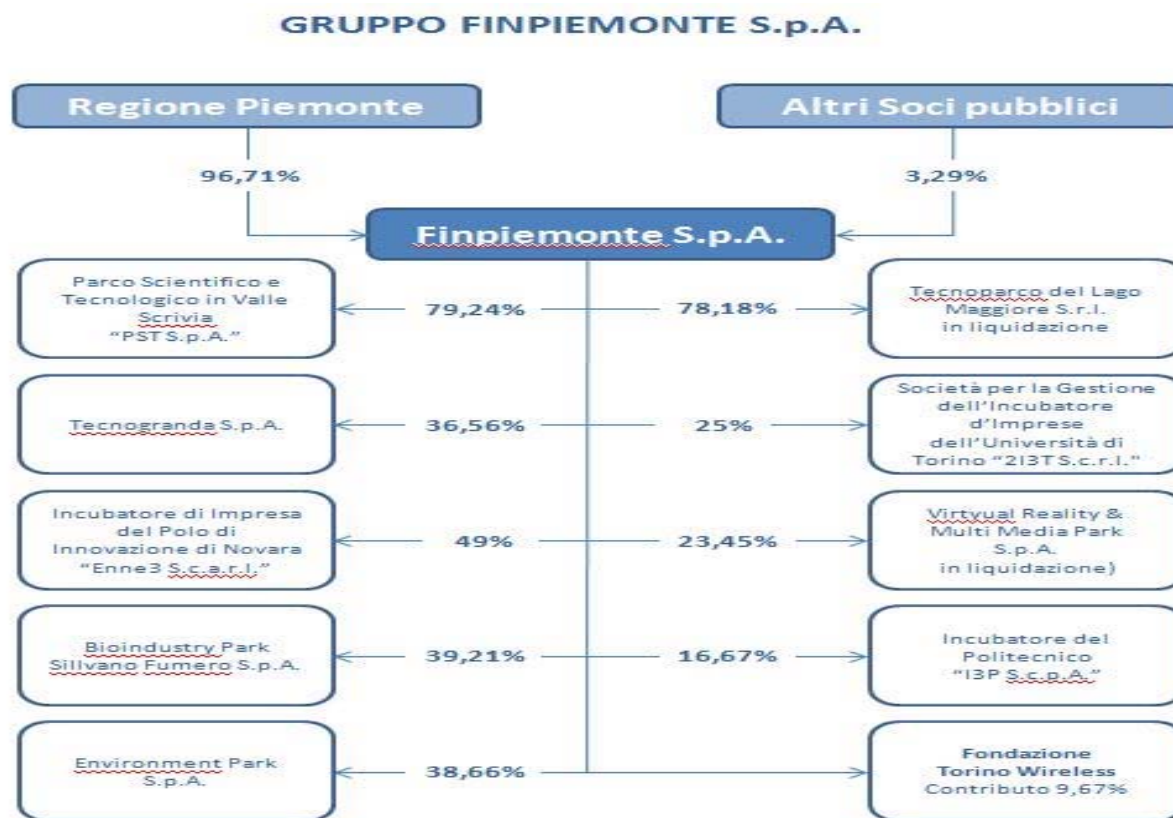 GRUPPO FINPIEMONTE S.p.A.
Regione Piemonte
Altri Soci pubblici
96,71%
3,29%
Finpiemonte S.p.A.
Parco Scientifico e
Tecnologico in Valle
Scrivia
“PST S.p.A.”
79,24%
78,18%
Tecnoparco del Lago
Maggiore S.r.l.
in liquidazione
Tecnogranda S.p.A.
36,56%
25%
Società per la Gestione
dell’Incubatore
d’Imprese
dell’Università di
Torino “2I3T S.c.r.l.”
Incubatore di Impresa
del Polo di
Innovazione di Novara
“Enne3 S.c.a.r.l.”
49%
23,45%
Virtyual Reality &
Multi Media Park
S.p.A.
in liquidazione)
Bioindustry Park
Sillvano Fumero S.p.A.
39,21%
16,67%
Incubatore del
Politecnico
“I3P S.c.p.A.”
Environment Park
S.p.A.
38,66%
Fondazione
Torino Wireless
Contributo 9,67%